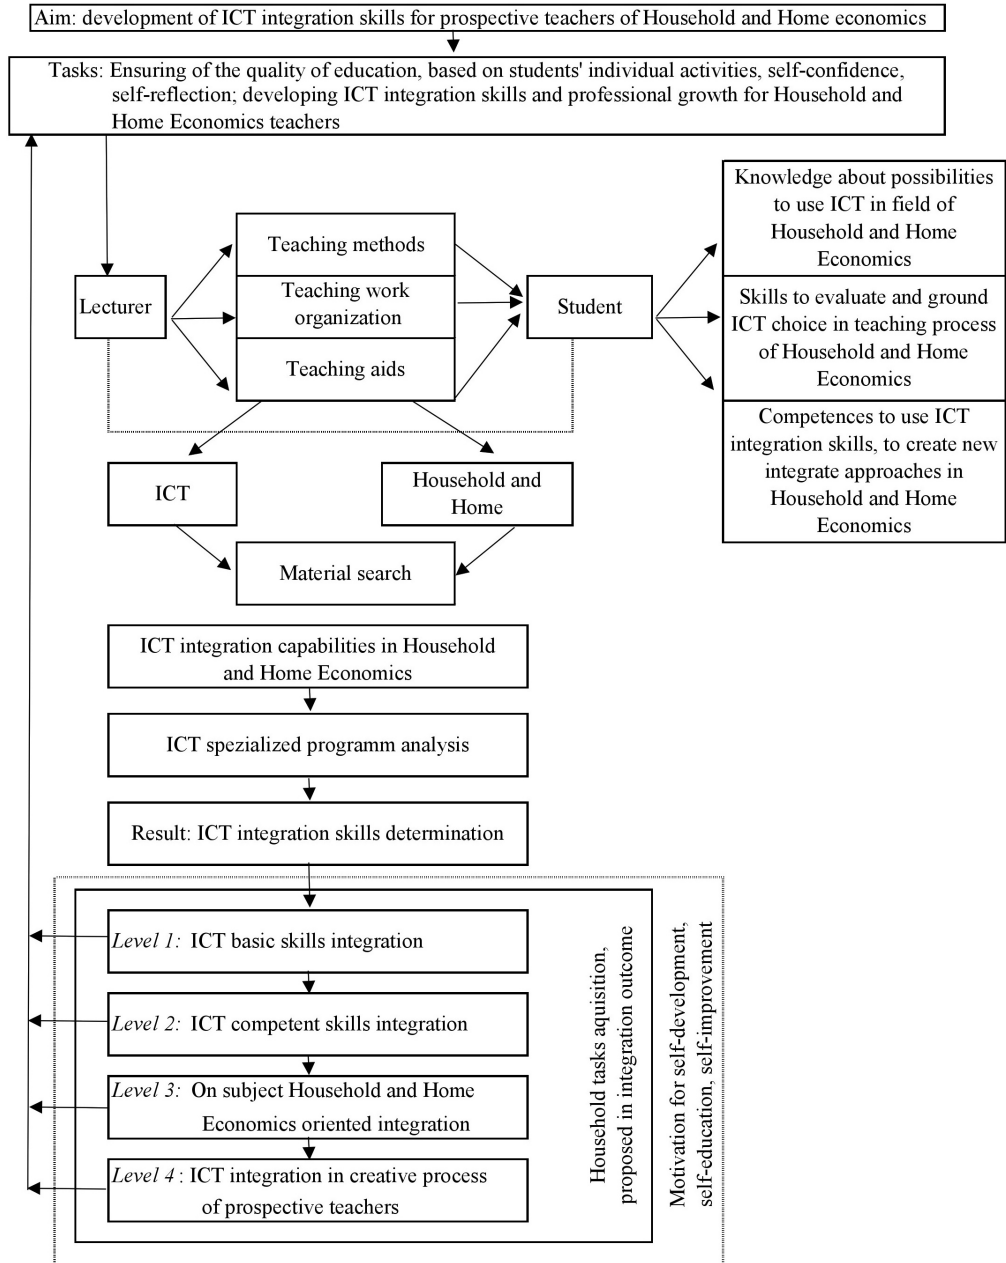 Aim: development of ICT integration skills for prospective teachers of Household and Home economics
Tasks: Ensuring of the quality of education, based on students' individual activities, self-confidence,
self-reflection; developing ICT integration skills and professional growth for Household and
Home Economics teachers
Lecturer
Teaching methods
Teaching work
organization
Teaching aids
Student
Knowledge about possibilities
to use ICT in field of
Household and Home
Economics
Skills to evaluate and ground
ICT choice in teaching process
of Household and Home
Economics
Competences to use ICT
integration skills, to create new
integrate approaches in
Household and Home
Economics
ICT
Household and
Home
Material search
ICT integration capabilities in Household
and Home Economics
ICT spezialized programm analysis
Result: ICT integration skills determination
Level 1: ICT basic skills integration
Level 2: ICT competent skills integration
Level 3: On subject Household and Home
Economics oriented integration
Level 4 : ICT integration in creative process
of prospective teachers
Household tasks aquisition,
proposed in integration outcome
Motivation for self-development,
self-education, self-improvement